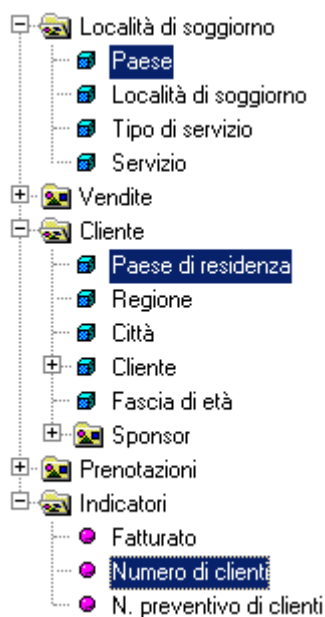 Località di soggiorno
Paese
Località di soggiorno
Tipo di servizio
Servizio
Vendite
Cliente
Paese di residenza
Regione
Città
Cliente
Fascia di età
Sponsor
Prenotazioni
Indicatori
Fatturato
Numero di clienti
N. preventivo di clienti